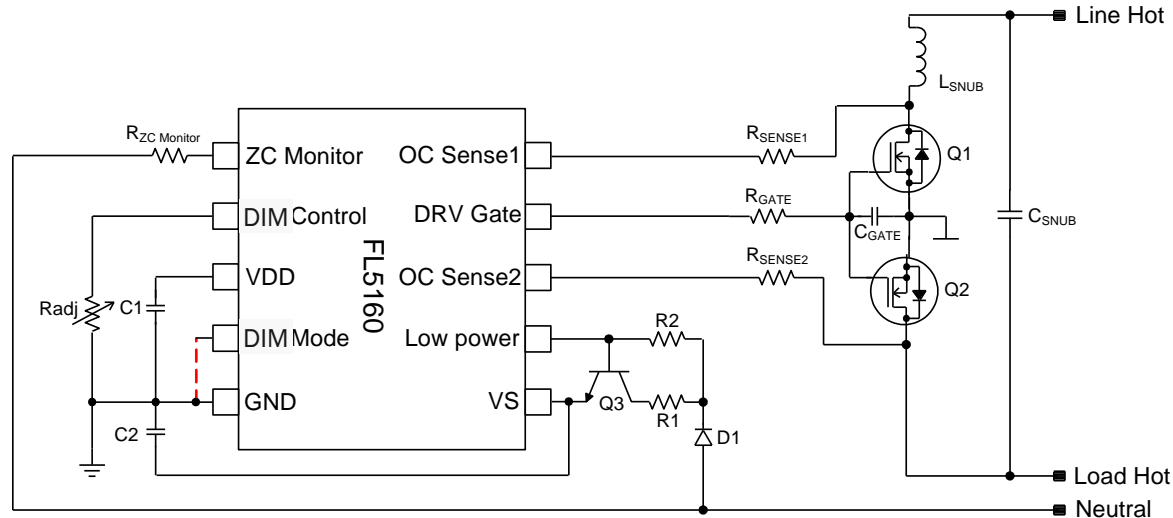 Line Hot
L_SNUB
R_ZC Monitor
ZC Monitor
OC Sense1
R_SENSE1
Q1
DIM Control
DRV Gate
R_GATE
C_GATE
C_SNUB
FL5160
VDD
OC Sense2
R_SENSE2
Q2
Radj
C1
DIM Mode
Low power
R2
GND
VS
Q3
R1
C2
D1
Load Hot
Neutral